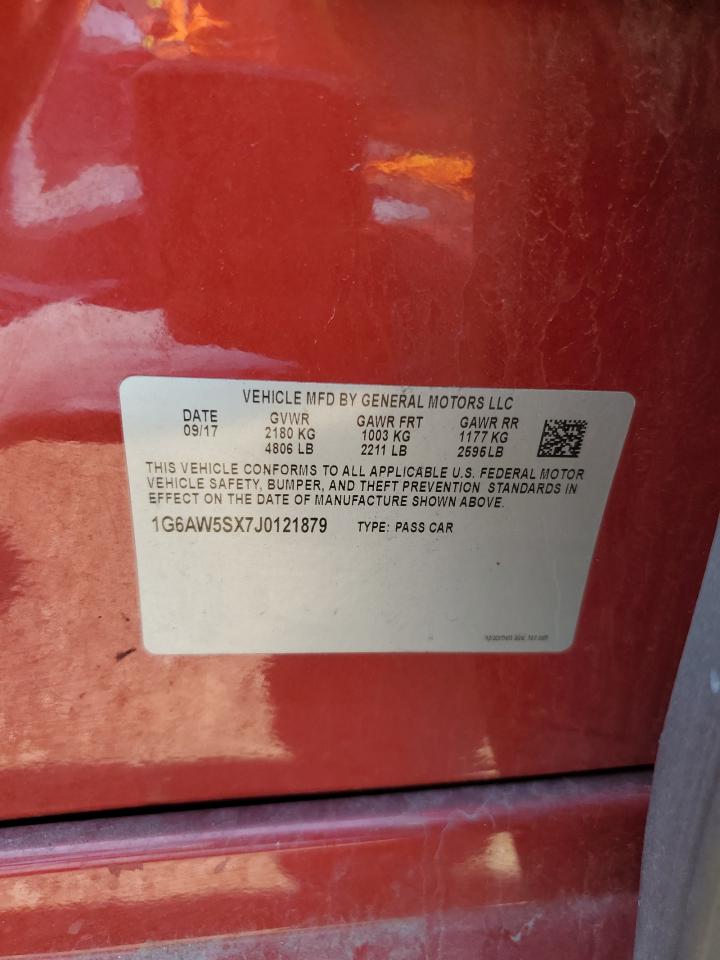 VEHICLE MFD BY GENERAL MOTORS LLC
DATE GVWR GAWR FRT GAWR RR
09/17 2180 KG 1003 KG 1177 KG
4806 LB 2211 LB 2595LB
THIS VEHICLE CONFORMS TO ALL APPLICABLE U.S. FEDERAL MOTOR
VEHICLE SAFETY, BUMPER, AND THEFT PREVENTION STANDARDS IN
EFFECT ON THE DATE OF MANUFACTURE SHOWN ABOVE.
1G6AW5SX7J0121879 TYPE: PASS CAR